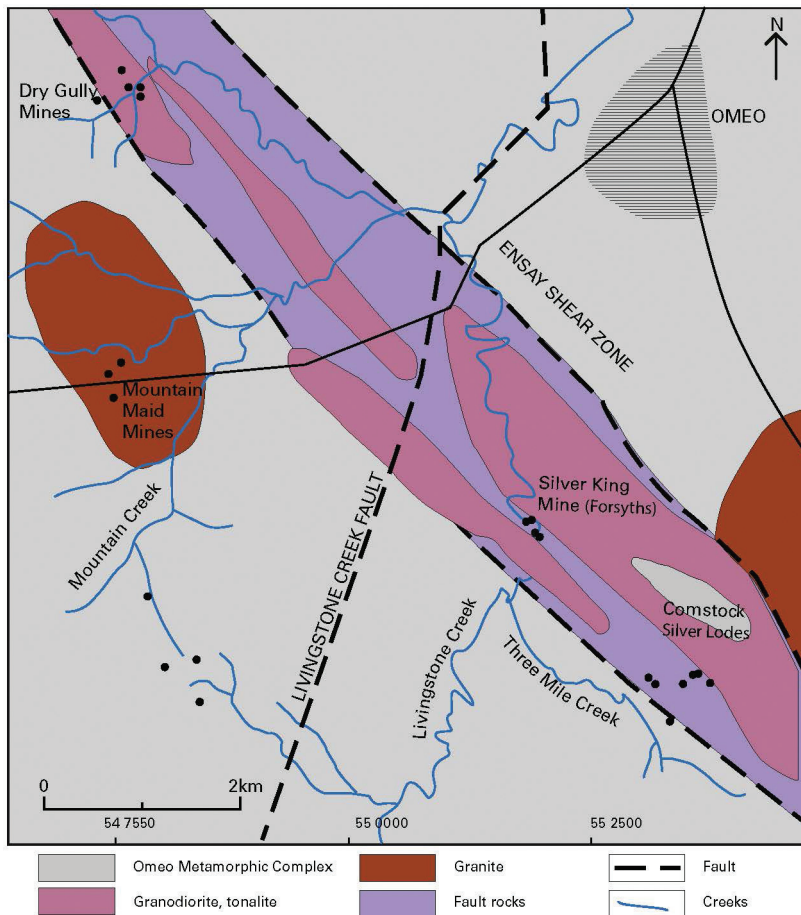 N
Dry Gully
Mines
OMEO
ENSAY SHEAR ZONE
Mountain
Maid
Mines
Silver King
Mine (Forsyths)
Mountain Creek
LIVINGSTONE CREEK FAULT
Comstock
Silver Lodes
Livingstone Creek
Three Mile Creek
0 2km
54 7550 55 0000 55 2500
Omeo Metamorphic Complex Granite Fault
Granodiorite, tonalite Fault rocks Creeks